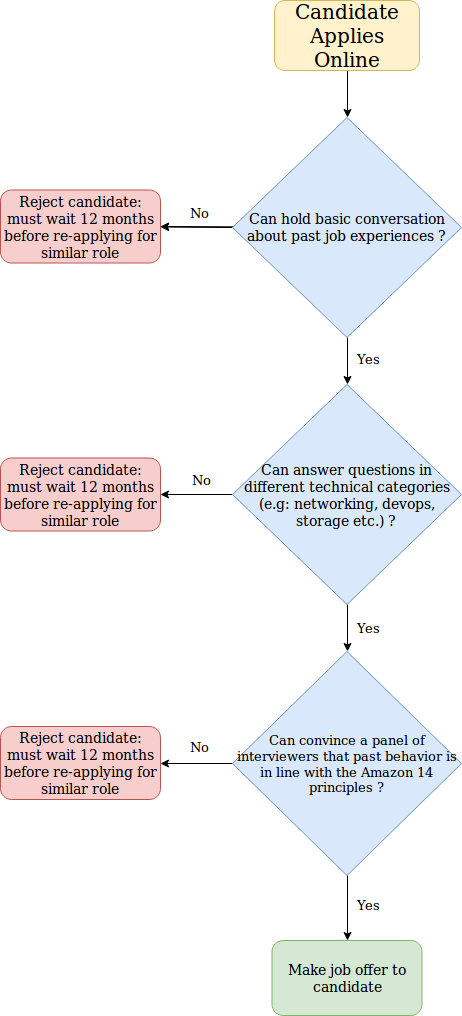 Candidate
Applies
Online
Can hold basic conversation
about past job experiences ?
No
Reject candidate:
must wait 12 months
before re-applying for
similar role
Yes
Can answer questions in
different technical categories
(e.g: networking, devops,
storage etc.) ?
No
Reject candidate:
must wait 12 months
before re-applying for
similar role
Yes
Can convince a panel of
interviewers that past behavior is
in line with the Amazon 14
principles ?
No
Reject candidate:
must wait 12 months
before re-applying for
similar role
Yes
Make job offer to
candidate